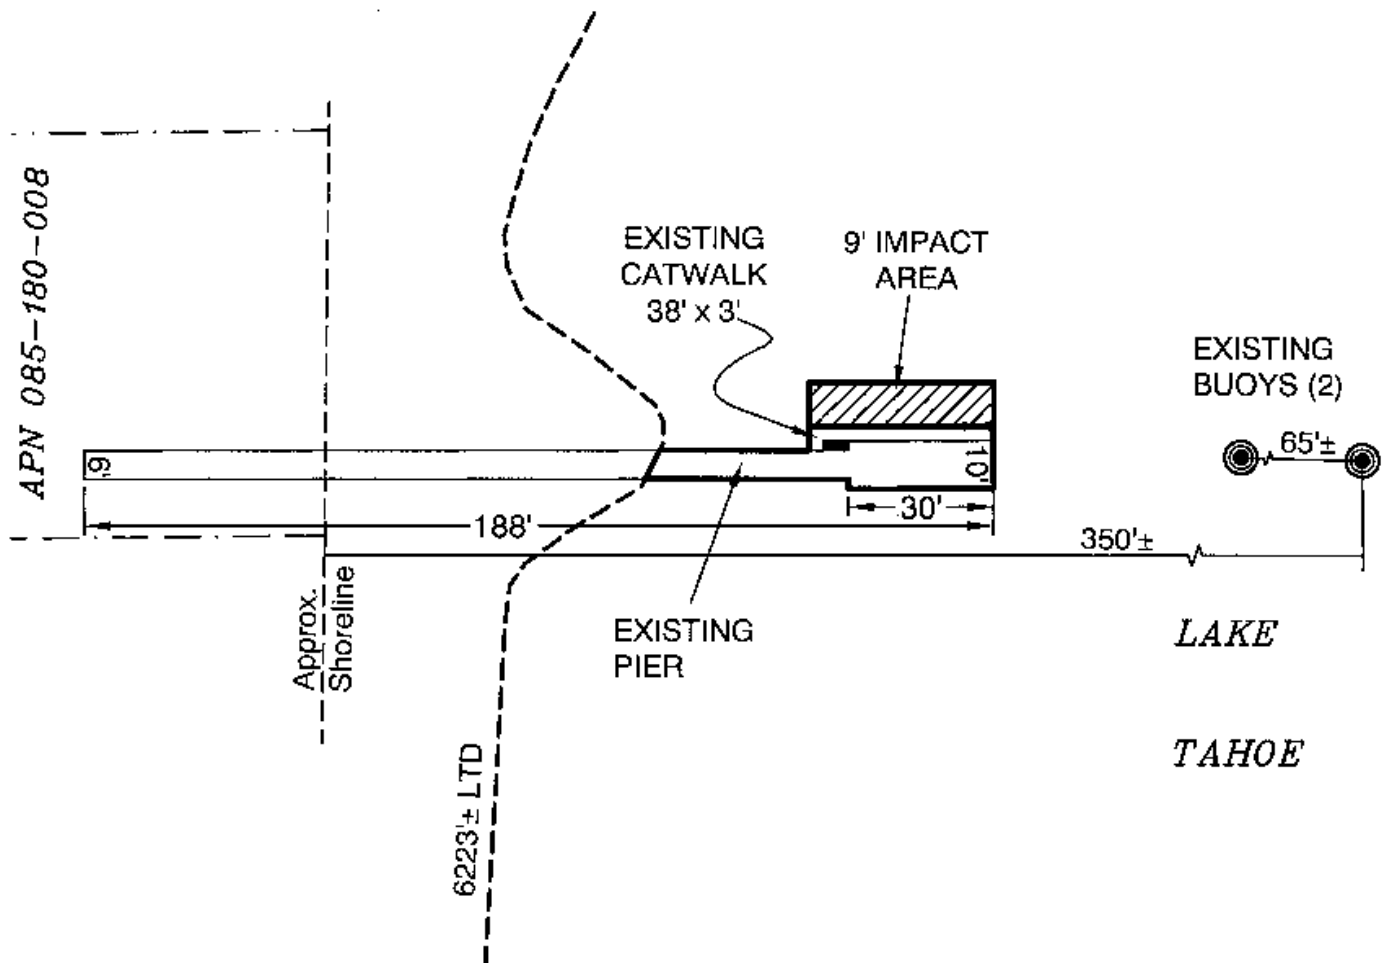 APN 085-180-008
EXISTING
CATWALK
38' x 3'
9' IMPACT
AREA
EXISTING
BUOYS (2)
65'±
6'
10'
30'
188'
350'±
Approx.
Shoreline
EXISTING
PIER
LAKE
TAHOE
6223'± LTD